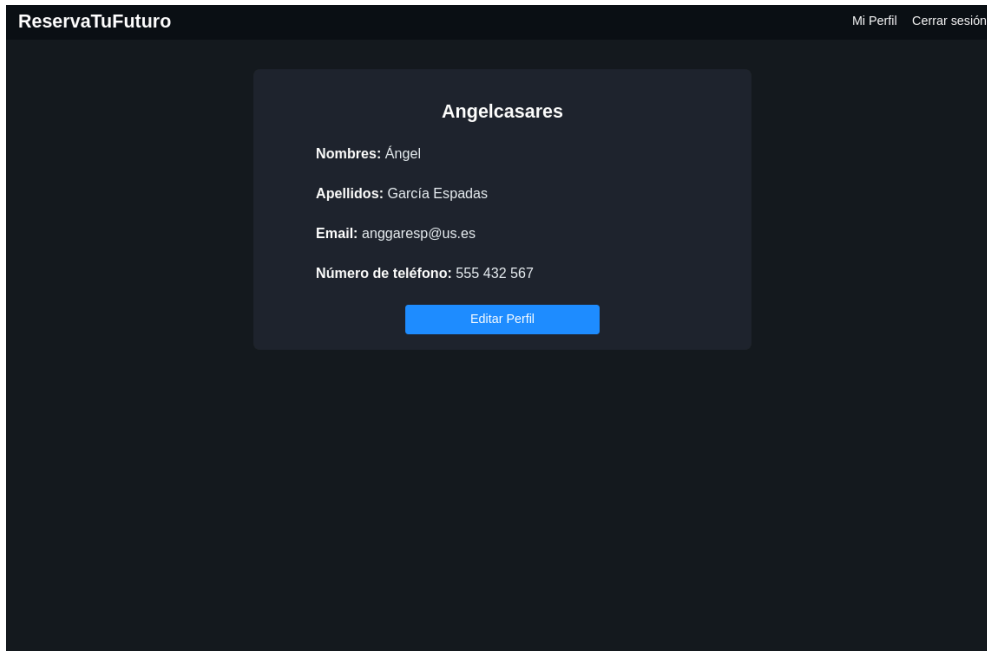 ReservaTuFuturo Mi Perfil Cerrar sesión
Angelcasares
Nombres: Ángel
Apellidos: García Espadas
Email: anggaresp@us.es
Número de teléfono: 555 432 567
Editar Perfil